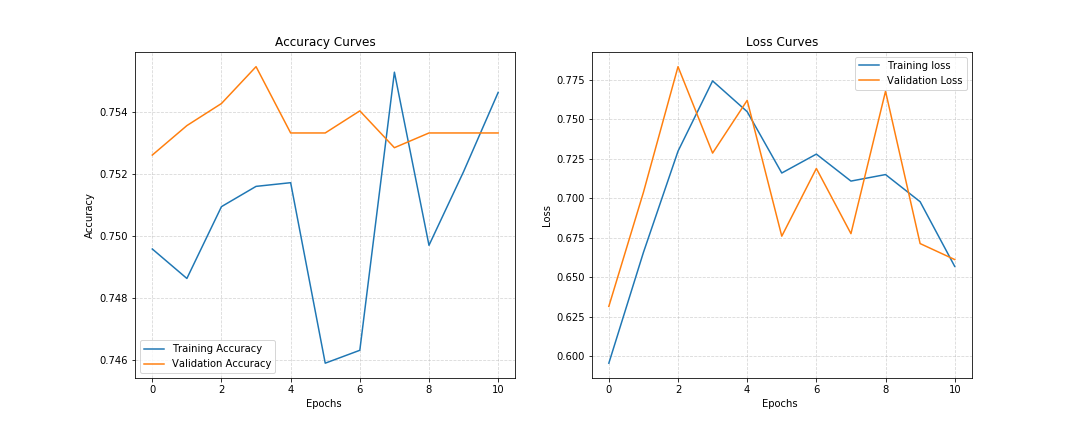 Accuracy Curves
Accuracy
0.754
0.752
0.750
0.748
0.746
Training Accuracy
Validation Accuracy
0 2 4 6 8 10
Epochs
Loss Curves
Loss
0.775
0.750
0.725
0.700
0.675
0.650
0.625
0.600
Training loss
Validation Loss
0 2 4 6 8 10
Epochs